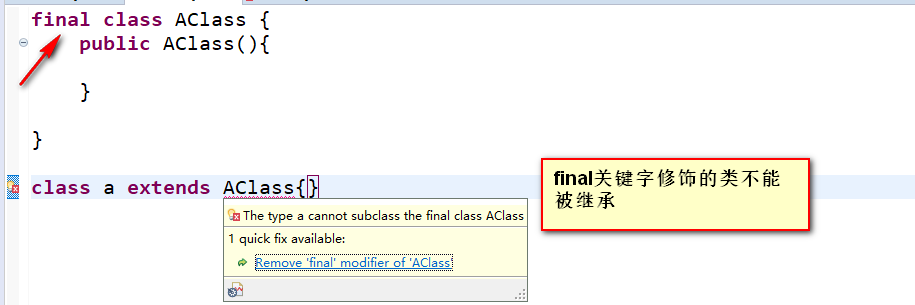 final class AClass {
public AClass(){
}
}
class a extends AClass{}
The type a cannot subclass the final class AClass
1 quick fix available:
Remove 'final' modifier of 'AClass'
final关键字修饰的类不能
被继承